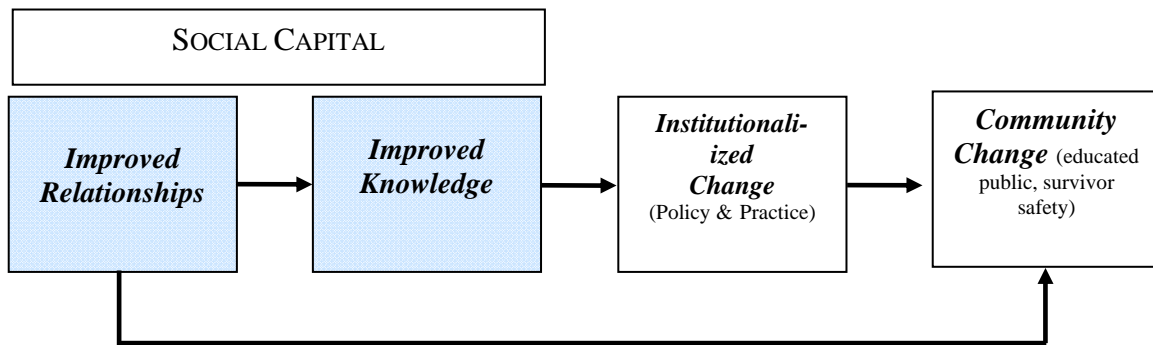 SOCIAL CAPITAL
Improved
Relationships
Improved
Knowledge
Institutionali-
ized
Change
(Policy & Practice)
Community
Change (educated
public, survivor
safety)